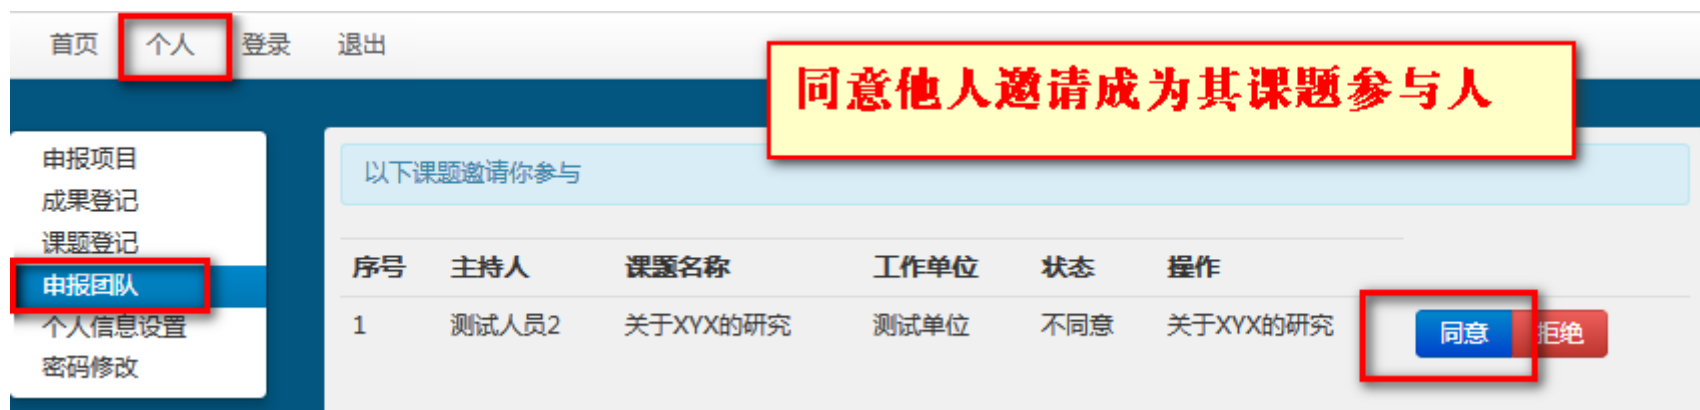 首页 个人 登录 退出
同意他人邀请成为其课题参与人
申报项目
成果登记
课题登记
申报团队
个人信息设置
密码修改
以下课题邀请你参与
序号 主持人 课题名称 工作单位 状态 操作
1 测试人员2 关于XYX的研究 测试单位 不同意 关于XYX的研究 同意 拒绝